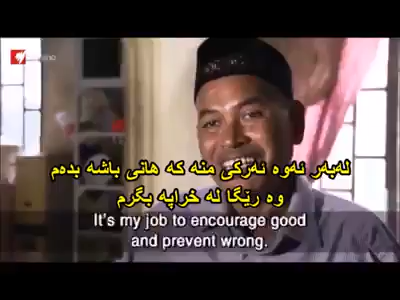 لەبەر ئەوە ئەرکی منە کە هانی باشە بدەم
وە رێگا لە خراپە بگرم
It's my job to encourage good
and prevent wrong.